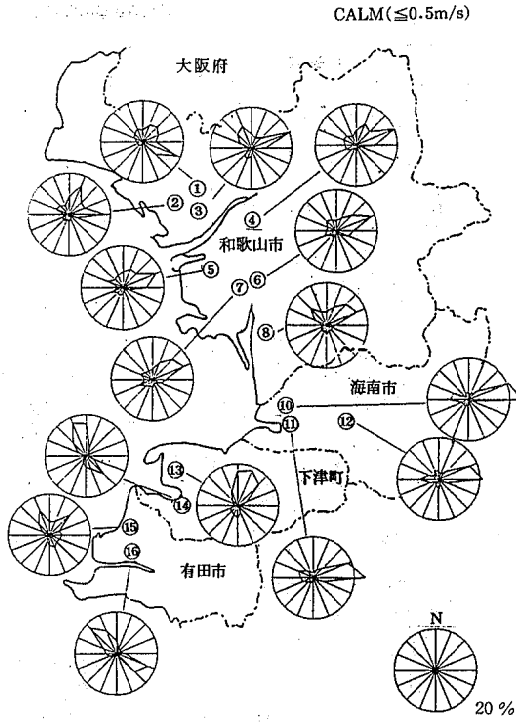 CALM(≦0.5m/s)
大阪府
①
②
③
④
和歌山市
⑤
⑦ ⑥
⑧
海南市
⑩
⑪
⑫
下津町
⑬
⑭
⑮
⑯
有田市
N
20 %